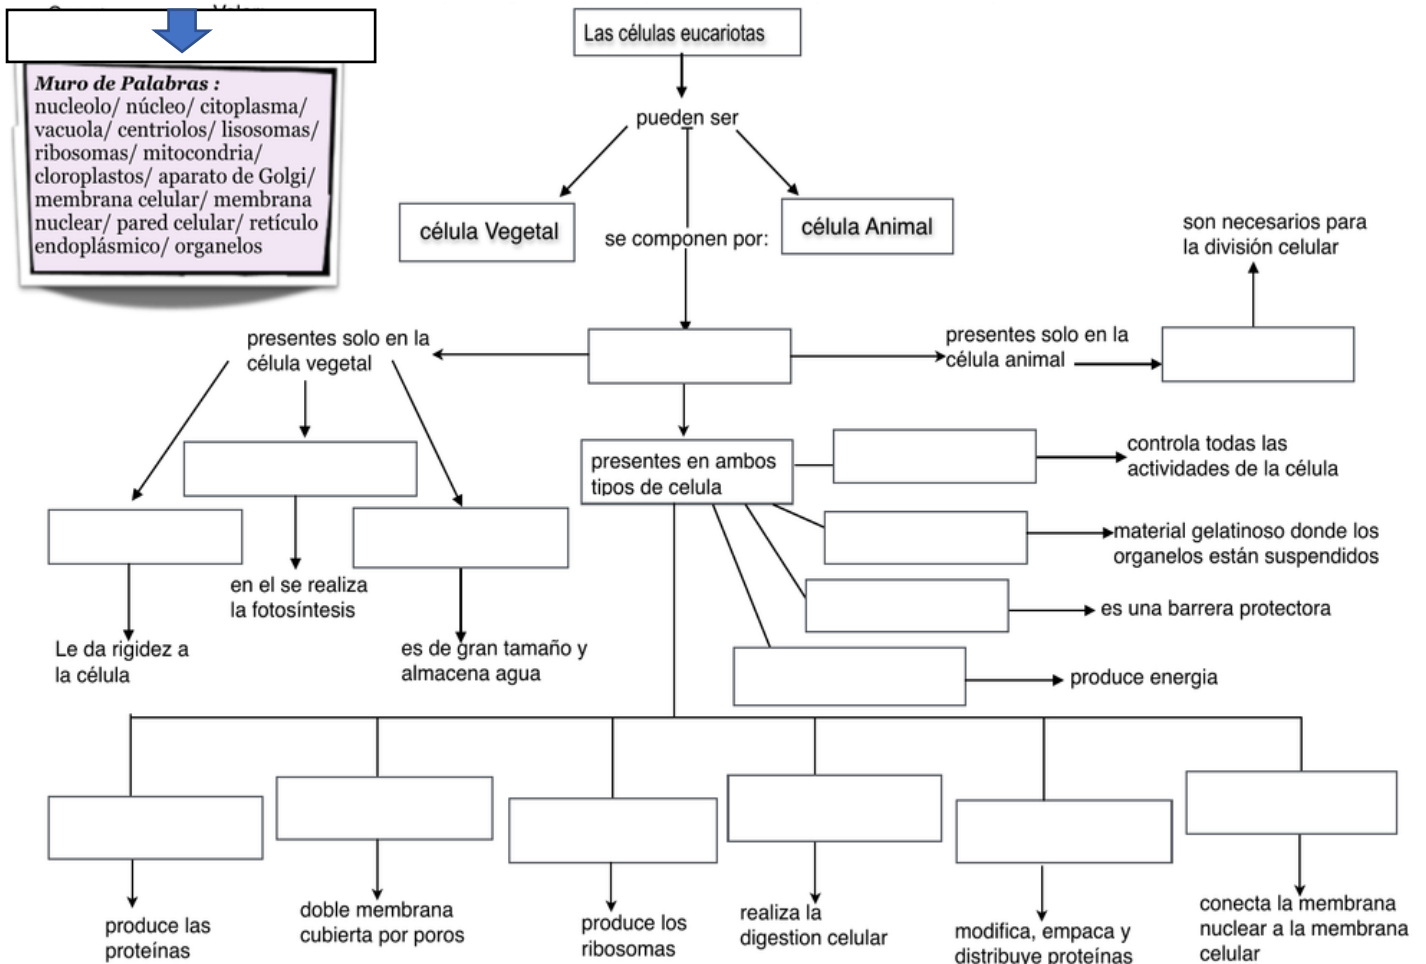 Muro de Palabras :
nucleolo/ núcleo/ citoplasma/
vacuola/ centriolos/ lisosomas/
ribosomas/ mitocondria/
cloroplastos/ aparato de Golgi/
membrana celular/ membrana
nuclear/ pared celular/ retículo
endoplásmico/ organelos
Las células eucariotas
pueden ser
célula Vegetal
célula Animal
se componen por:
son necesarios para
la división celular
presentes solo en la
célula vegetal
presentes solo en la
célula animal
presentes en ambos
tipos de celula
controla todas las
actividades de la célula
material gelatinoso donde los
organelos están suspendidos
es una barrera protectora
produce energia
en el se realiza
la fotosíntesis
Le da rigidez a
la célula
es de gran tamaño y
almacena agua
produce las
proteínas
doble membrana
cubierta por poros
produce los
ribosomas
realiza la
digestion celular
modifica, empaca y
distribuye proteínas
conecta la membrana
nuclear a la membrana
celular